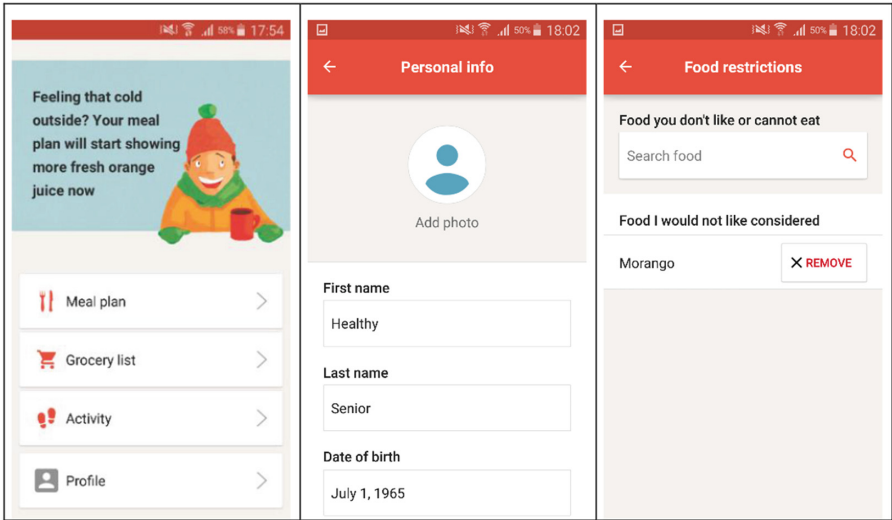 58% 17:54
Feeling that cold
outside? Your meal
plan will start showing
more fresh orange
juice now
Meal plan
Grocery list
Activity
Profile
50% 18:02
Personal info
Add photo
First name
Healthy
Last name
Senior
Date of birth
July 1, 1965
50% 18:02
Food restrictions
Food you don't like or cannot eat
Search food
Food I would not like considered
Morango
REMOVE